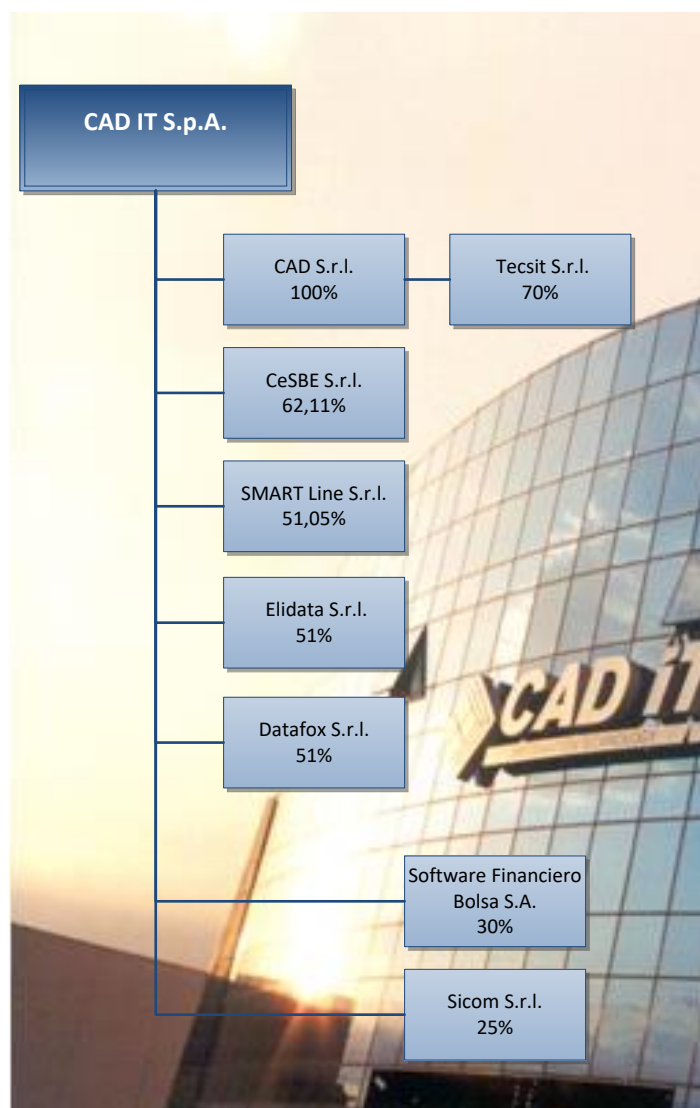 CAD IT S.p.A.
CAD S.r.l.
100%
Tecsit S.r.l.
70%
CeSBE S.r.l.
62,11%
SMART Line S.r.l.
51,05%
Elidata S.r.l.
51%
Datafox S.r.l.
51%
CAD iT
Software Financiero
Bolsa S.A.
30%
Sicom S.r.l.
25%